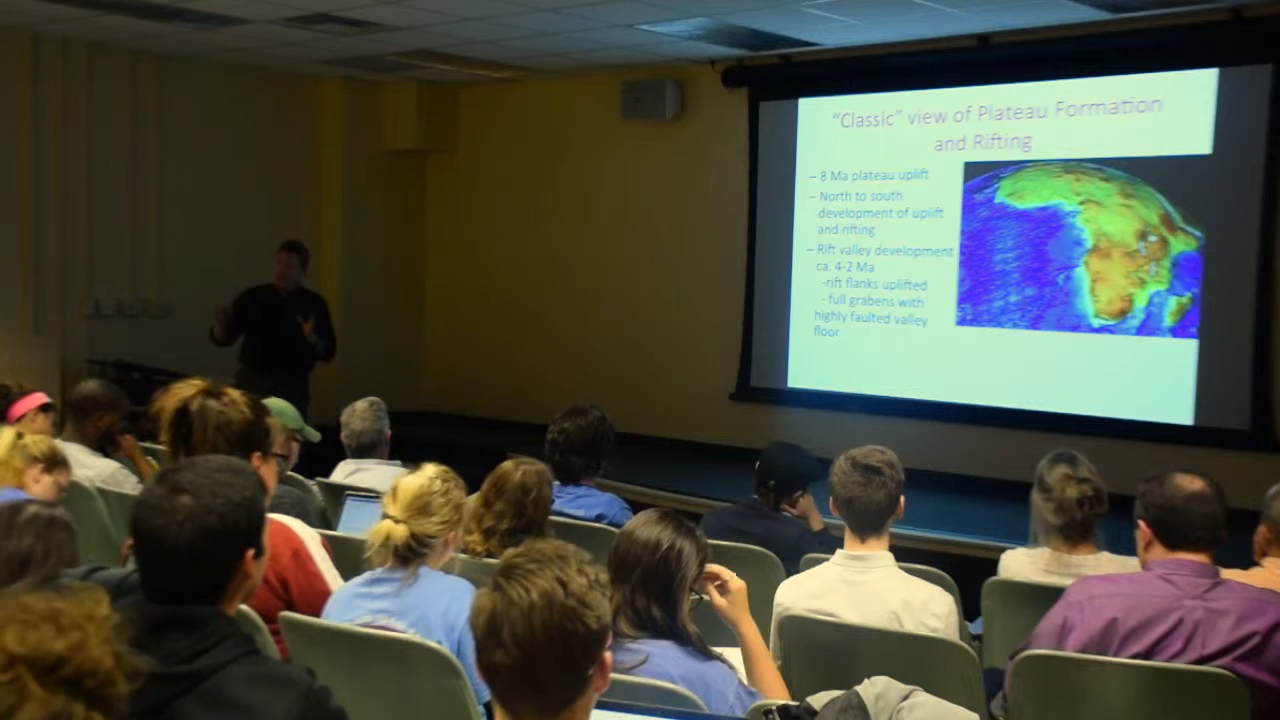 "Classic" view of Plateau Formation
and Rifting
– 8 Ma plateau uplift
– North to south
development of uplift
and rifting
– Rift valley development
ca. 4-2 Ma
-rift flanks uplifted
- full grabens with
highly faulted valley
floor